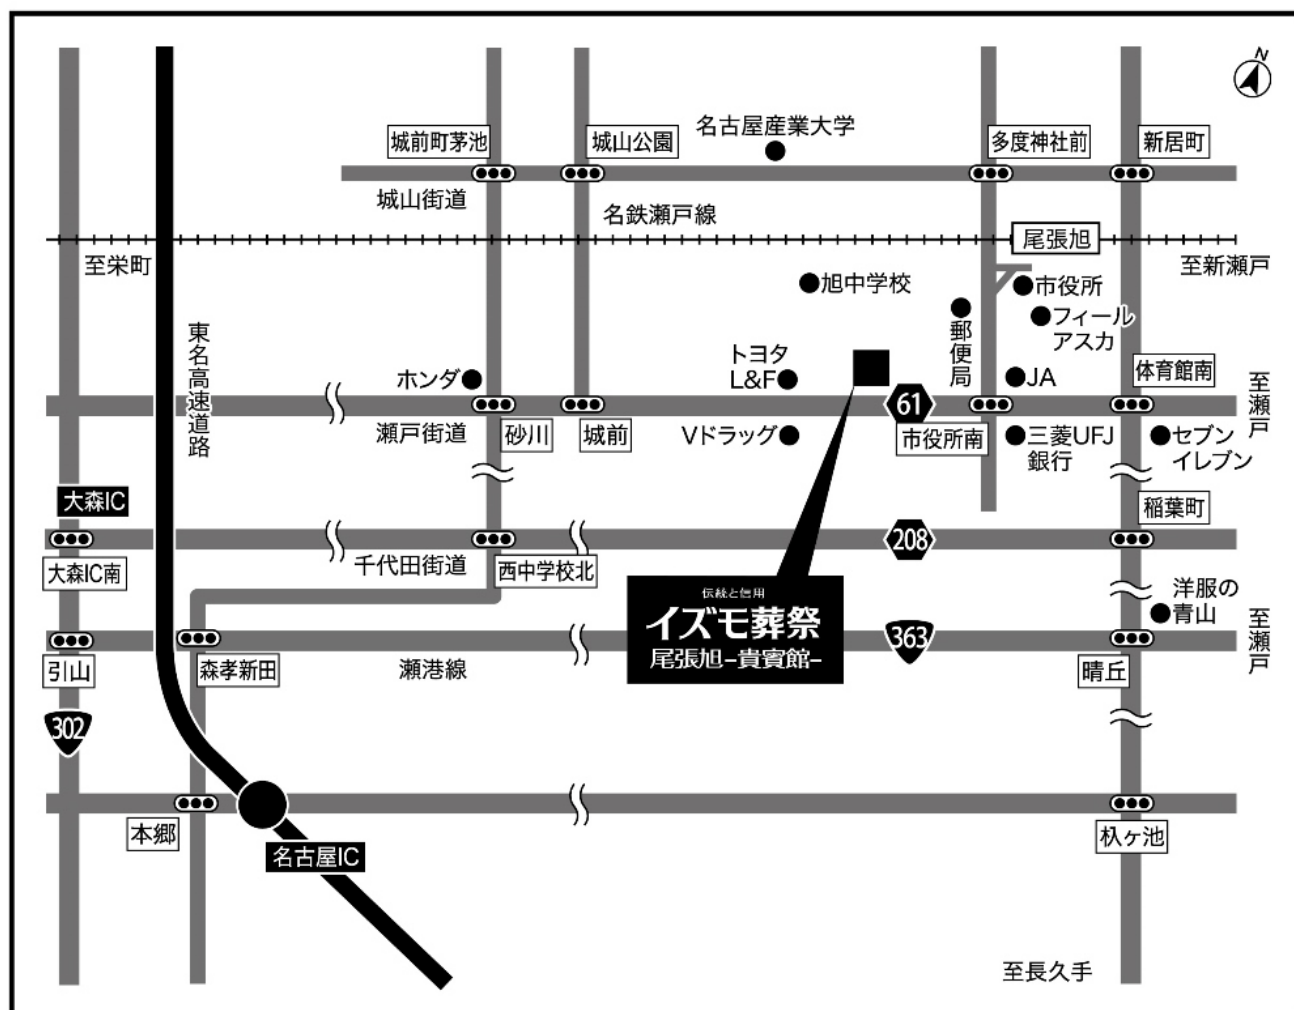 N
名古屋産業大学
城前町茅池
城山公園
多度神社前
新居町
城山街道
名鉄瀬戸線
尾張旭
至栄町
至新瀬戸
旭中学校
市役所
フィール
アスカ
郵便局
東名高速道路
トヨタ
L&F
ホンダ
JA
体育館南
至瀬戸
61
瀬戸街道
砂川
城前
Vドラッグ
市役所南
三菱UFJ
銀行
セブン
イレブン
大森IC
稲葉町
208
千代田街道
西中学校北
大森IC南
洋服の
青山
伝統と信用
イズモ葬祭
尾張旭-貴賓館-
363
至瀬戸
引山
森孝新田
瀬港線
晴丘
302
本郷
名古屋IC
杁ヶ池
至長久手